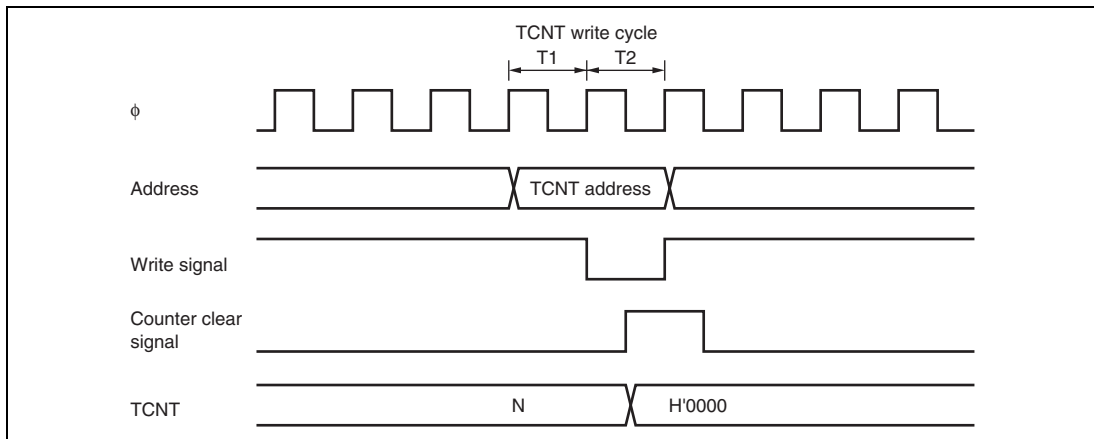 TCNT write cycle
T1 T2
ϕ
Address TCNT address
Write signal
Counter clear
signal
TCNT N H'0000